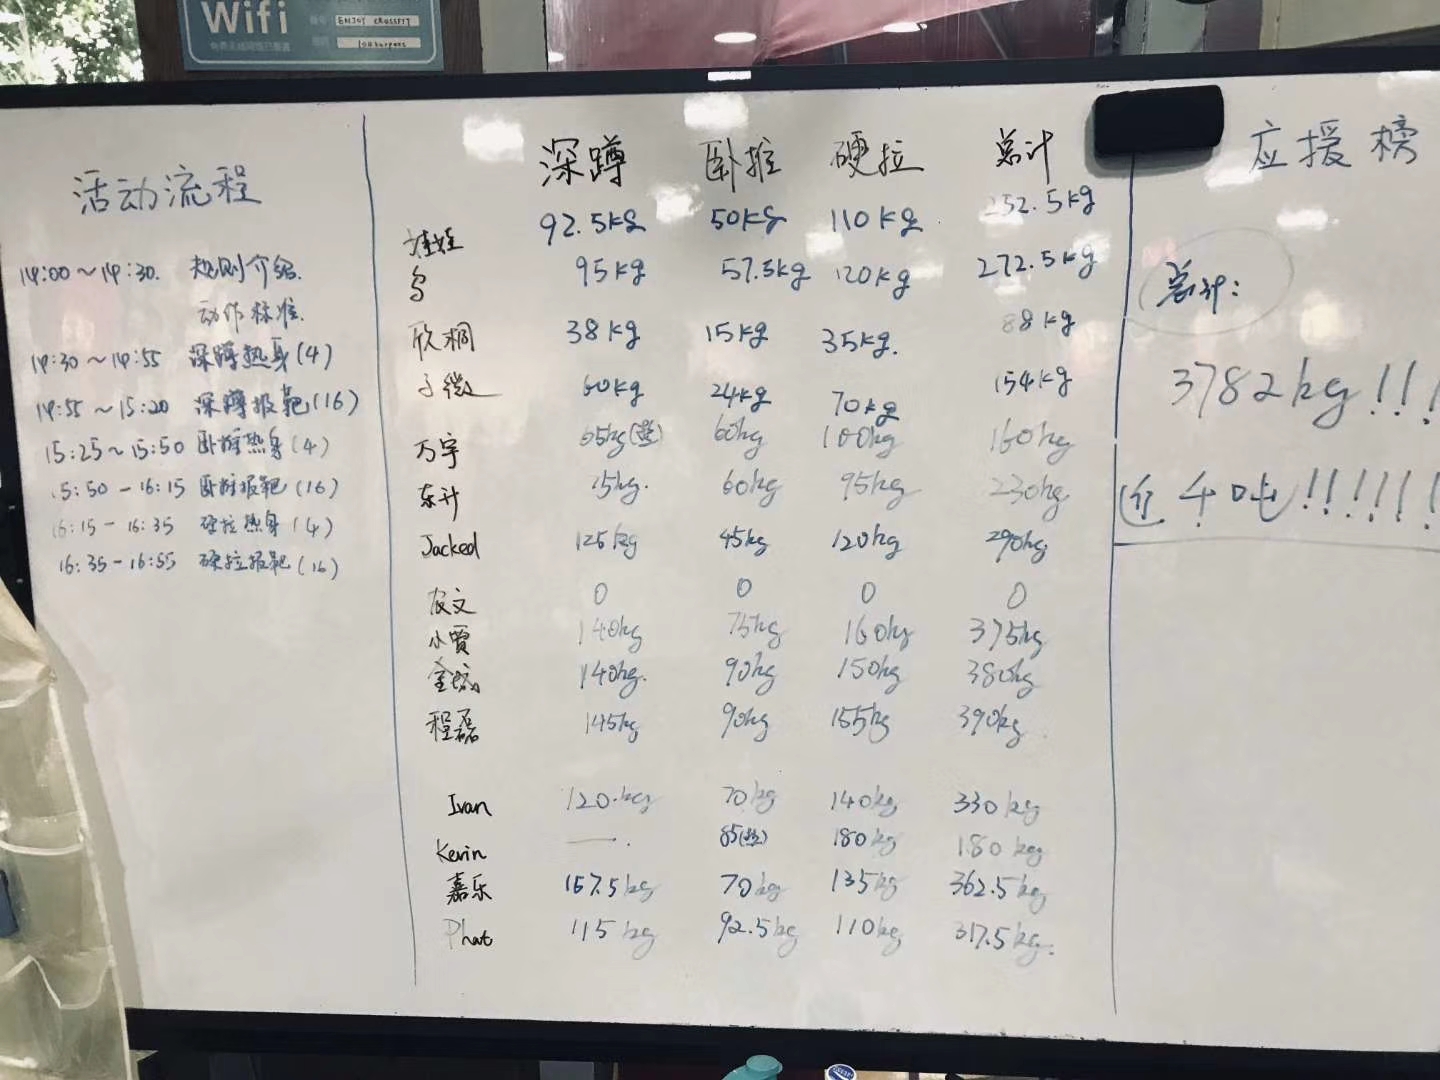 Wifi
ENJOY CROSSFIT
100burpees
活动流程
14:00～14:30. 规则介绍.
动作标准.
14:30～14:55 深蹲热身(4)
14:55～15:20 深蹲报靶(16)
15:25～15:50 卧推热身(4)
15:50-16:15 卧推报靶(16)
16:15-16:35 硬拉热身(4)
16:35-16:55 硬拉报靶(16)
深蹲 卧推 硬拉 总计
娃娃 92.5kg 50kg 110kg 252.5kg
鸟 95kg 57.5kg 120kg 272.5kg
欣桐 38kg 15kg 35kg. 88kg
子微 60kg 24kg 70kg 154kg
万宇 65kg 60kg 100kg 160kg
东升 75kg. 60kg 95kg 230kg
Jacked 125kg 45kg 120kg 290kg
友文 0 0 0 0
小贾 140kg 75kg 160kg 375kg
金城 140kg. 90kg 150kg 380kg
程磊 145kg 90kg 155kg 390kg.
Ivan 120.kg 70kg 140kg 330kg
Kevin — . 85 180kg 180kg
嘉乐 157.5kg 70kg 135kg 362.5kg
Phat 115kg 92.5kg 110kg 317.5kg.
应援榜
总计:
3782kg!!!
近4吨!!!!!!